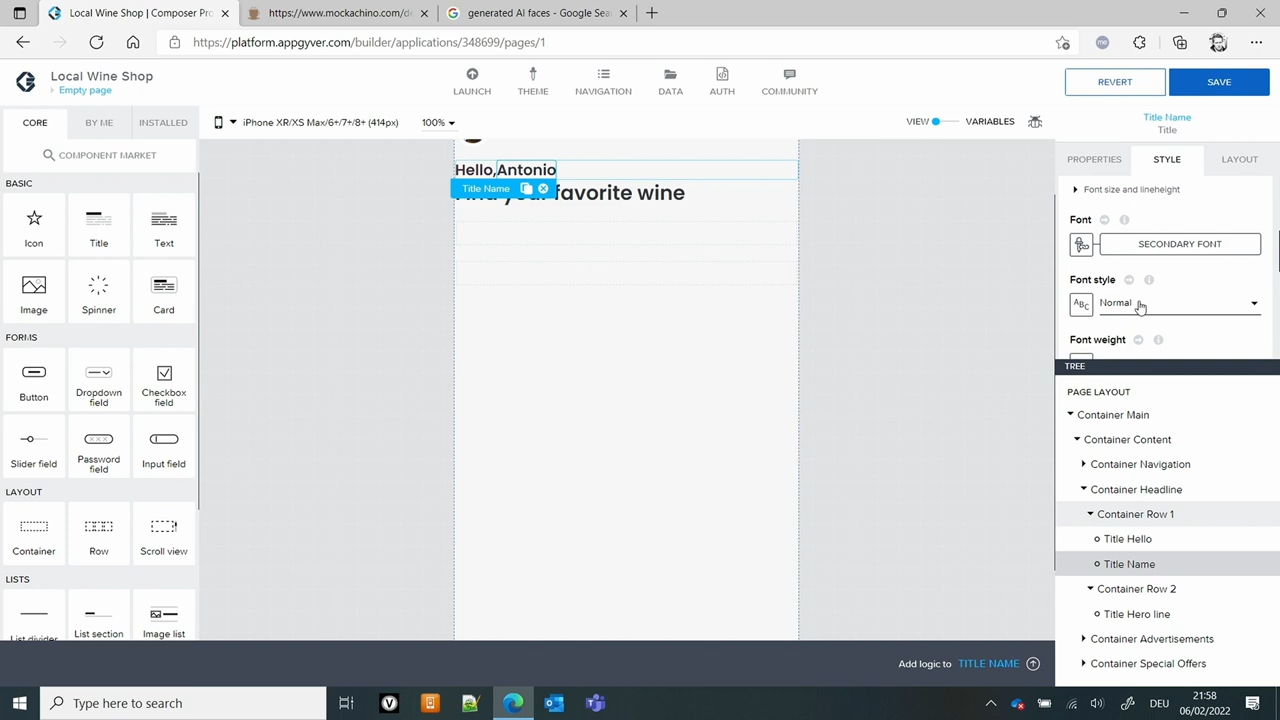 Local Wine Shop | Composer Pro
https://www.mockachino.com/de
generated AI faces - Google Sea
https://platform.appgyver.com/builder/applications/348699/pages/1
Local Wine Shop
Empty page
LAUNCH
THEME
NAVIGATION
DATA
AUTH
COMMUNITY
REVERT
SAVE
CORE
BY ME
INSTALLED
iPhone XR/XS Max/6+/7+/8+ (414px)
100%
VIEW
VARIABLES
Title Name
Title
COMPONENT MARKET
PROPERTIES
STYLE
LAYOUT
BASIC
Icon
Title
Text
Image
Spinner
Card
FORMS
Button
Dropdown field
Checkbox field
Slider field
Password field
Input field
LAYOUT
Container
Row
Scroll view
LISTS
List divider
List section
Image list
Hello,Antonio
Title Name
favorite wine
Font size and lineheight
Font
SECONDARY FONT
Font style
ABC
Normal
Font weight
TREE
PAGE LAYOUT
Container Main
Container Content
Container Navigation
Container Headline
Container Row 1
Title Hello
Title Name
Container Row 2
Title Hero line
Container Advertisements
Container Special Offers
Add logic to TITLE NAME
Type here to search
DEU
21:58
06/02/2022